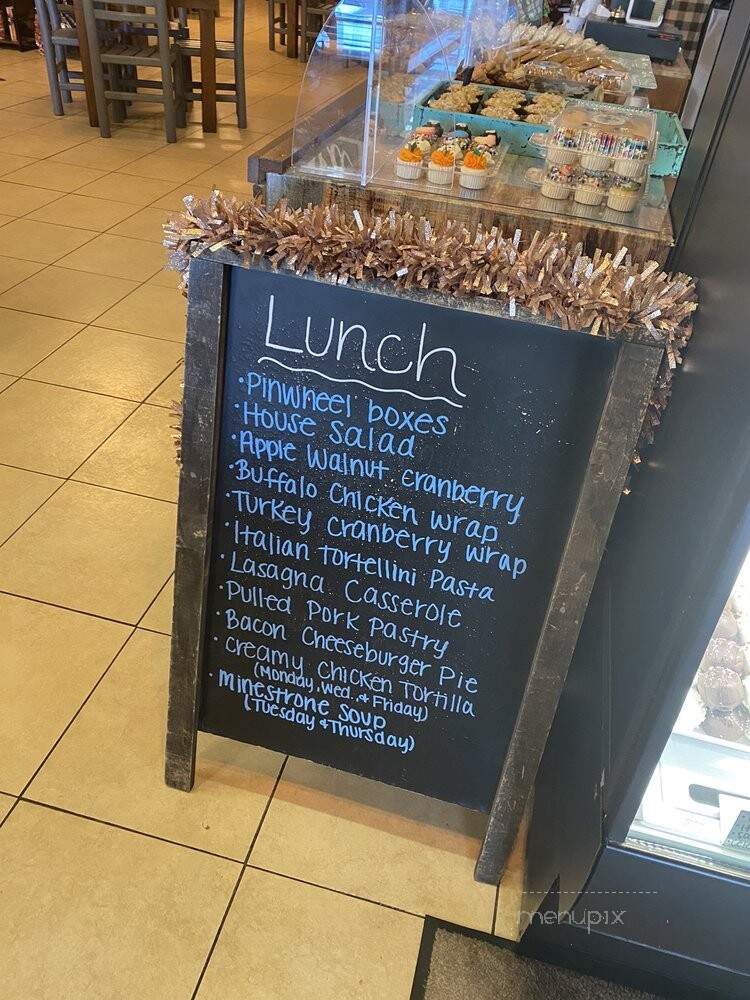 Lunch
· Pinwheel boxes
· House salad
· Apple Walnut cranberry
· Buffalo Chicken wrap
· Turkey cranberry wrap
· Italian Tortellini Pasta
· Lasagna Casserole
· Pulled Pork Pastry
· Bacon Cheeseburger Pie
· creamy Chicken Tortilla
(Monday, Wed, & Friday)
· Minestrone Soup
(Tuesday & Thursday)
menupix